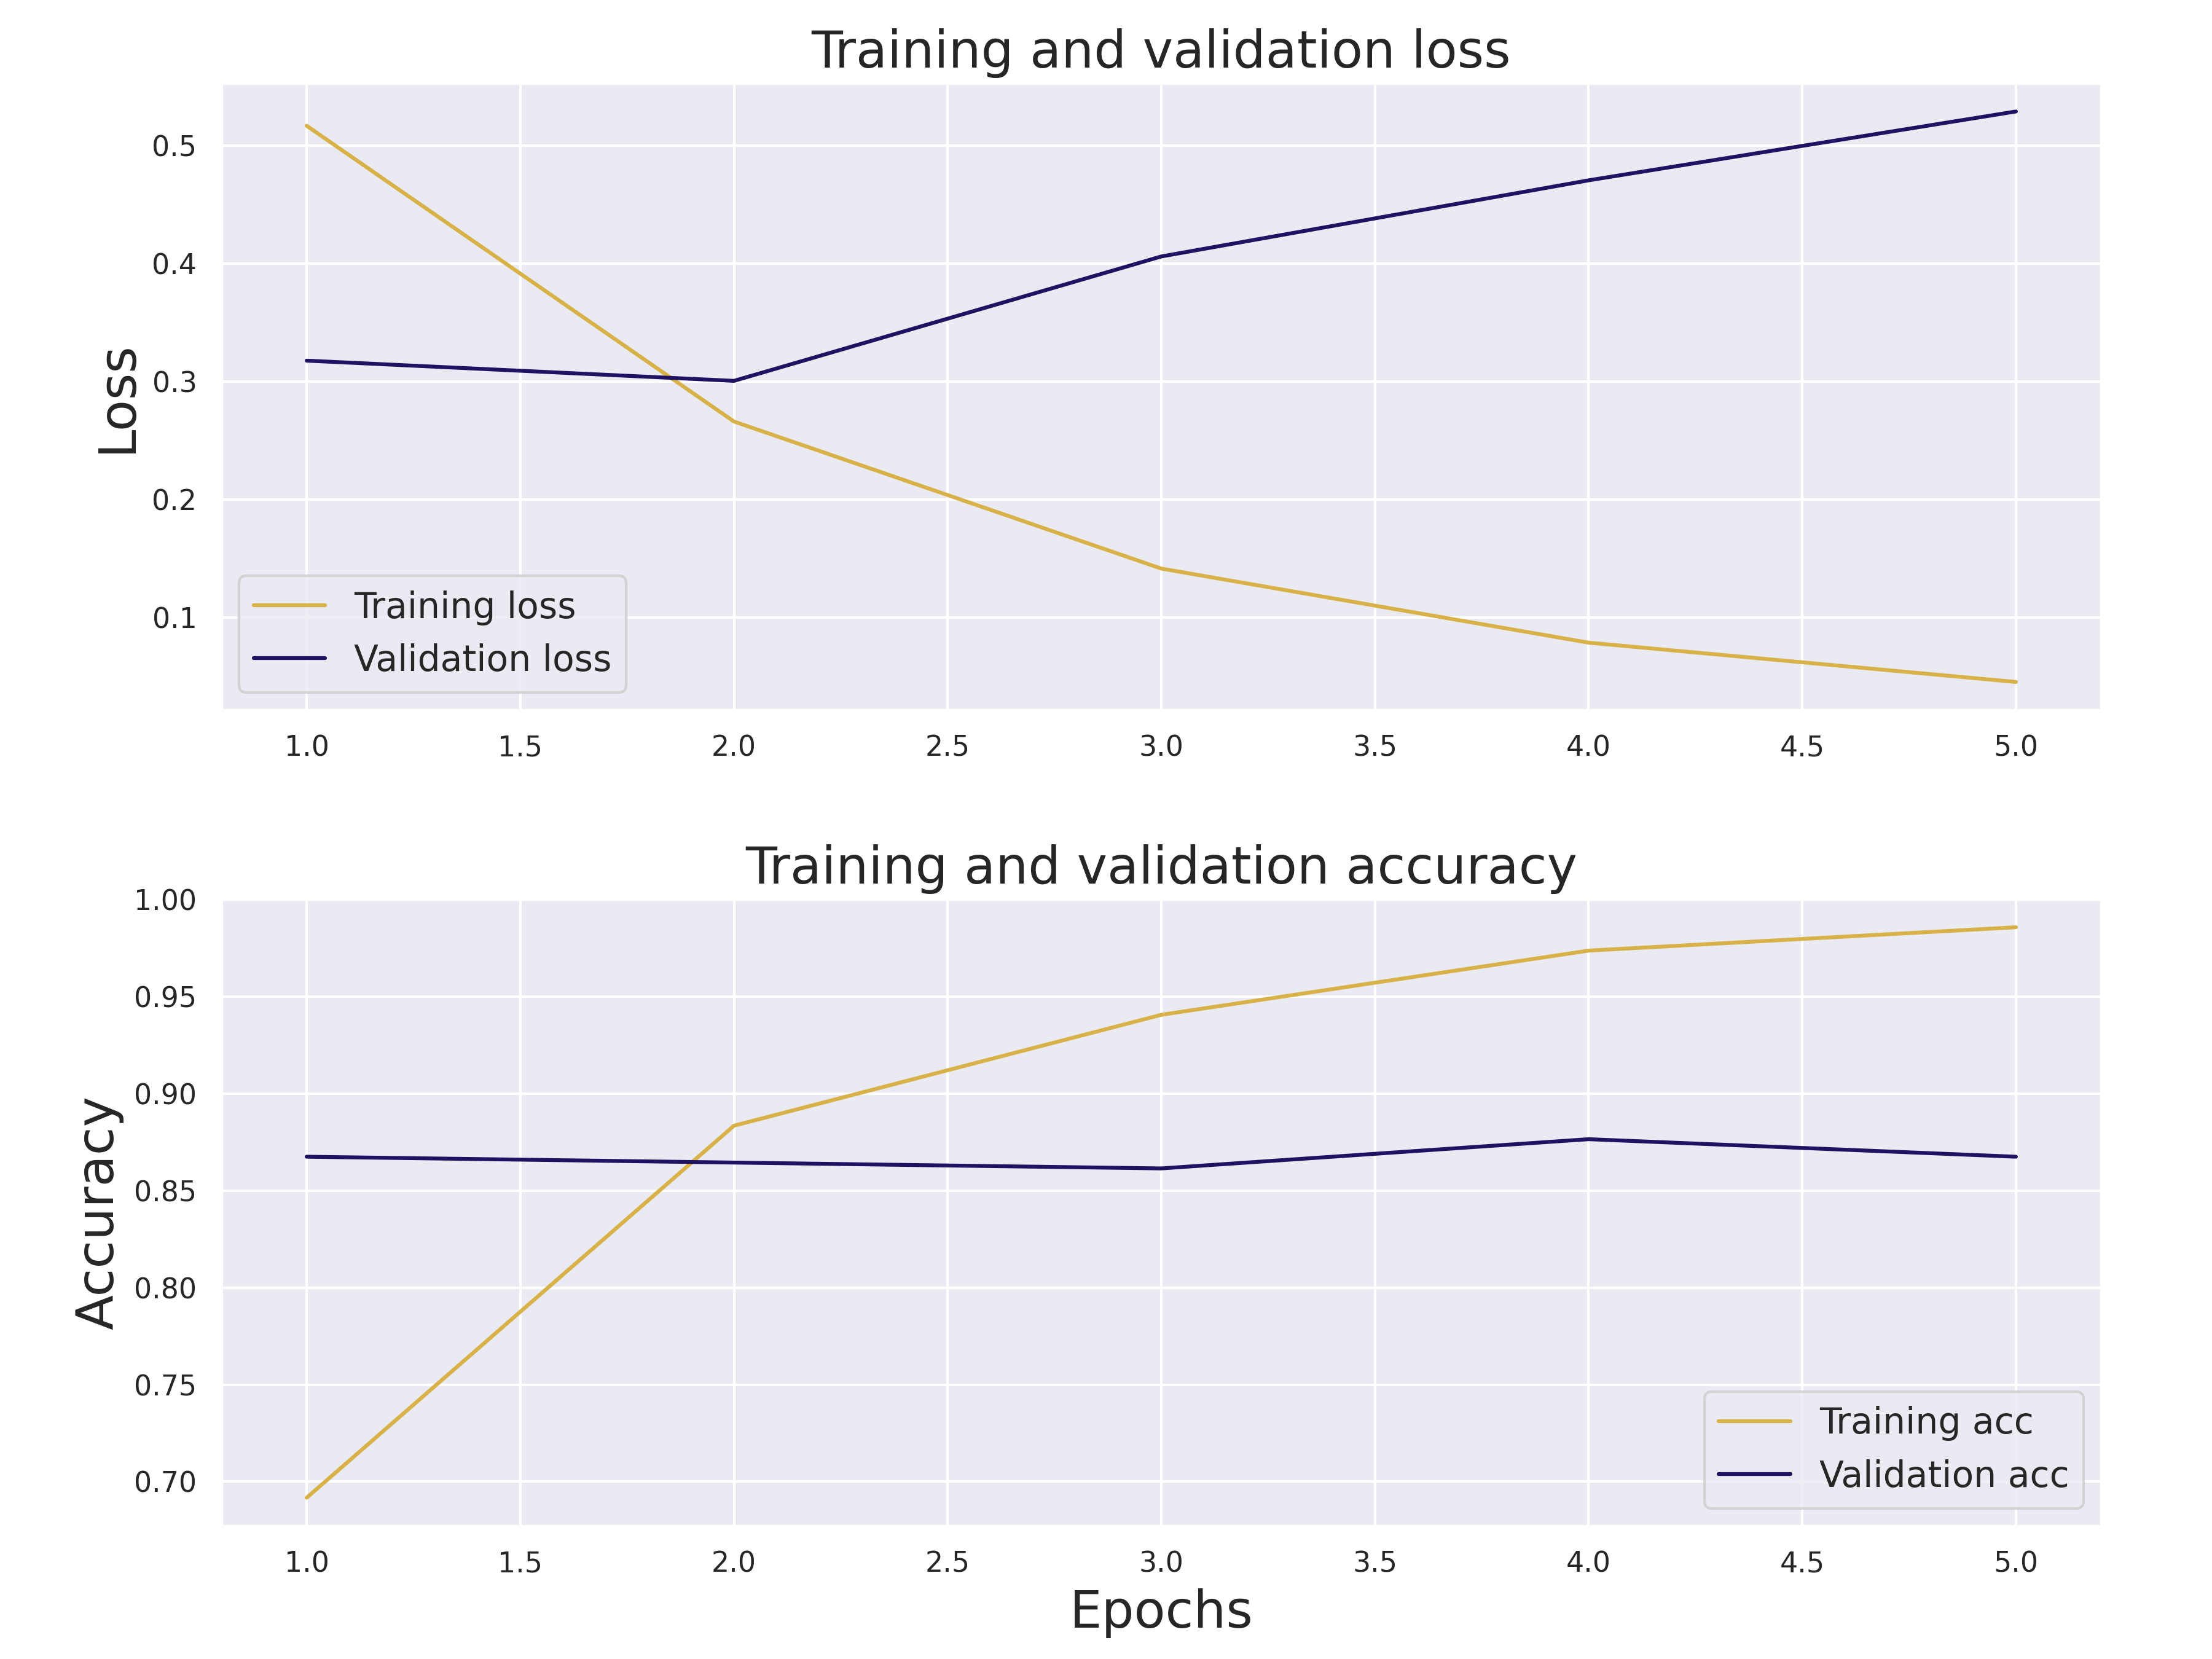 Training and validation loss
Loss
0.5
0.4
0.3
0.2
0.1
Training loss
Validation loss
1.0 1.5 2.0 2.5 3.0 3.5 4.0 4.5 5.0
Training and validation accuracy
Accuracy
1.00
0.95
0.90
0.85
0.80
0.75
0.70
Training acc
Validation acc
1.0 1.5 2.0 2.5 3.0 3.5 4.0 4.5 5.0
Epochs